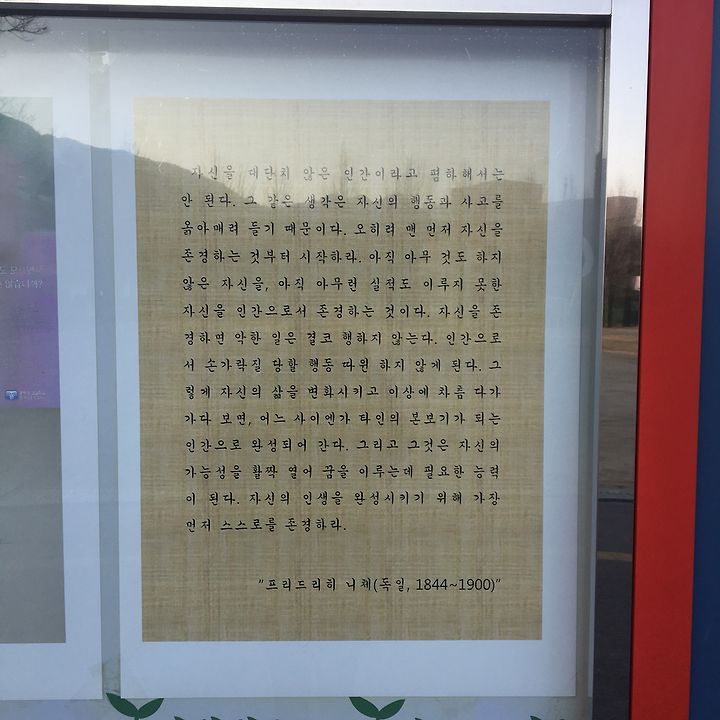 자신을 대단치 않은 인간이라고 폄하해서는
안 된다. 그 같은 생각은 자신의 행동과 사고를
옭아매려 들기 때문이다. 오히려 맨 먼저 자신을
존경하는 것부터 시작하라. 아직 아무 것도 하지
않은 자신을, 아직 아무런 실적도 이루지 못한
자신을 인간으로서 존경하는 것이다. 자신을 존
경하면 악한 일은 결코 행하지 않는다. 인간으로
서 손가락질 당할 행동 따윈 하지 않게 된다. 그
렇게 자신의 삶을 변화시키고 이상에 차츰 다가
가다 보면, 어느 사이엔가 타인의 본보기가 되는
인간으로 완성되어 간다. 그리고 그것은 자신의
가능성을 활짝 열어 꿈을 이루는데 필요한 능력
이 된다. 자신의 인생을 완성시키기 위해 가장
먼저 스스로를 존경하라.
"프리드리히 니체(독일, 1844~1900)"